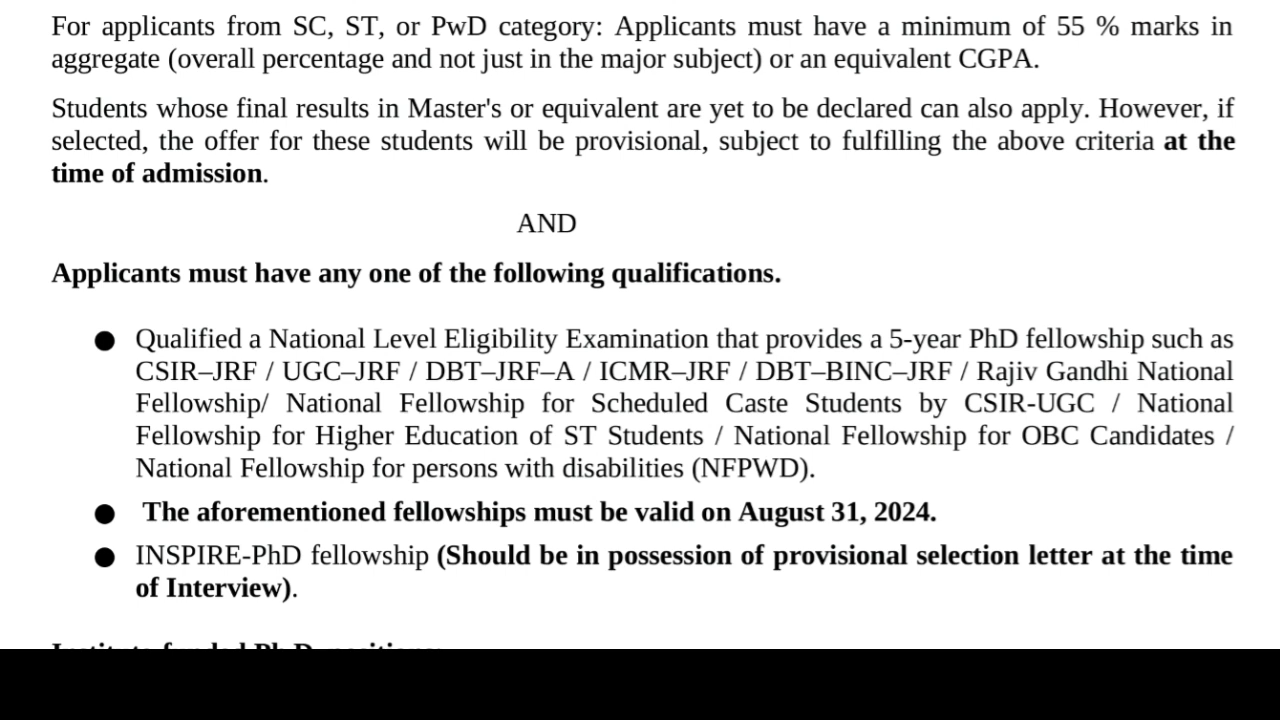 For applicants from SC, ST, or PwD category: Applicants must have a minimum of 55 % marks in
aggregate (overall percentage and not just in the major subject) or an equivalent CGPA.
Students whose final results in Master's or equivalent are yet to be declared can also apply. However, if
selected, the offer for these students will be provisional, subject to fulfilling the above criteria at the
time of admission.
AND
Applicants must have any one of the following qualifications.
● Qualified a National Level Eligibility Examination that provides a 5-year PhD fellowship such as
CSIR–JRF / UGC–JRF / DBT–JRF–A / ICMR–JRF / DBT–BINC–JRF / Rajiv Gandhi National
Fellowship/ National Fellowship for Scheduled Caste Students by CSIR-UGC / National
Fellowship for Higher Education of ST Students / National Fellowship for OBC Candidates /
National Fellowship for persons with disabilities (NFPWD).
● The aforementioned fellowships must be valid on August 31, 2024.
● INSPIRE-PhD fellowship (Should be in possession of provisional selection letter at the time
of Interview).